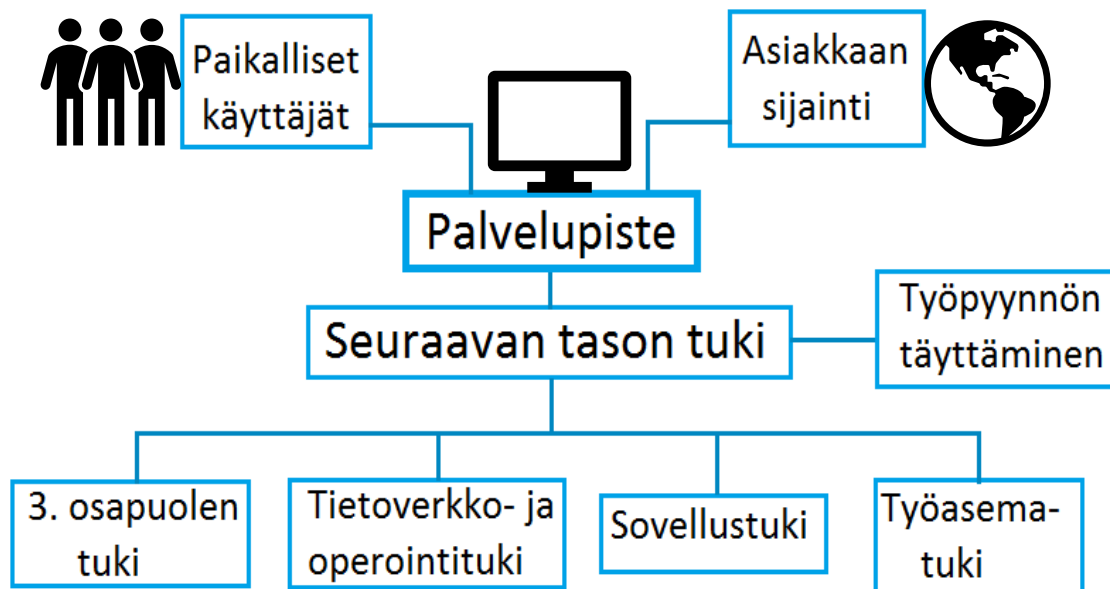 Paikalliset
käyttäjät
Asiakkaan
sijainti
Palvelupiste
Seuraavan tason tuki
Työpyynnön
täyttäminen
3. osapuolen
tuki
Tietoverkko- ja
operointituki
Sovellustuki
Työasema-
tuki